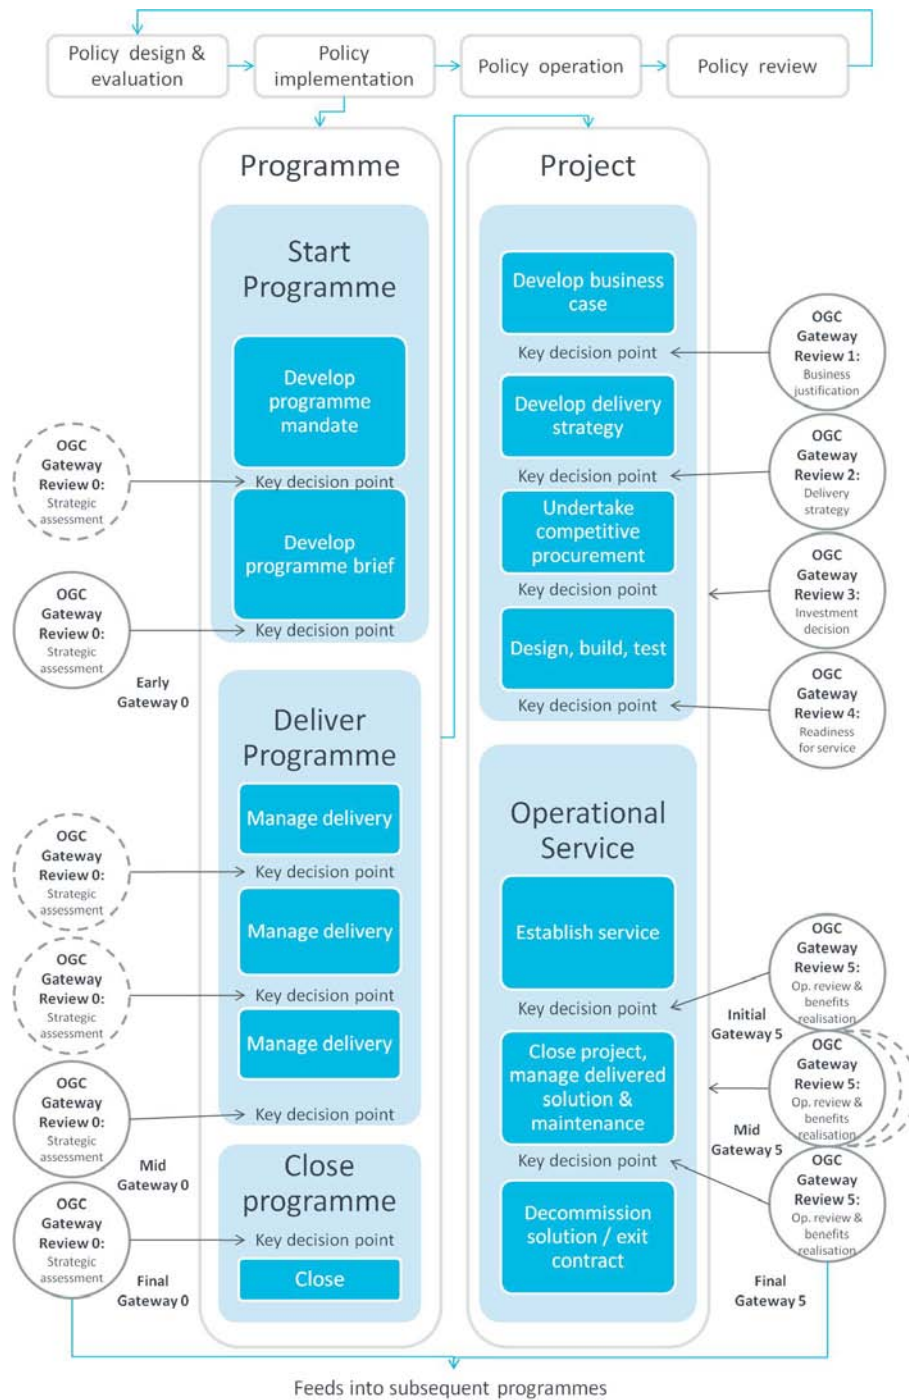 Policy design &
evaluation
Policy
implementation
Policy operation
Policy review
Programme
Start
Programme
Develop
programme
mandate
OGC
Gateway
Review 0:
Strategic
assessment
Key decision point
Develop
programme brief
OGC
Gateway
Review 0:
Strategic
assessment
Key decision point
Early
Gateway 0
Deliver
Programme
Manage delivery
OGC
Gateway
Review 0:
Strategic
assessment
Key decision point
Manage delivery
OGC
Gateway
Review 0:
Strategic
assessment
Key decision point
Manage delivery
OGC
Gateway
Review 0:
Strategic
assessment
Key decision point
Mid
Gateway 0
Close
programme
OGC
Gateway
Review 0:
Strategic
assessment
Key decision point
Close
Final
Gateway 0
Project
Develop business
case
Key decision point
OGC
Gateway
Review 1:
Business
justification
Develop delivery
strategy
Key decision point
OGC
Gateway
Review 2:
Delivery
strategy
Undertake
competitive
procurement
Key decision point
OGC
Gateway
Review 3:
Investment
decision
Design, build, test
Key decision point
OGC
Gateway
Review 4:
Readiness
for service
Operational
Service
Establish service
Key decision point
OGC
Gateway
Review 5:
Op. review &
benefits
realisation
Initial
Gateway 5
Close project,
manage delivered
solution &
maintenance
OGC
Gateway
Review 5:
Op. review &
benefits
realisation
Mid
Gateway 5
Key decision point
OGC
Gateway
Review 5:
Op. review &
benefits
realisation
Decommission
solution / exit
contract
Final
Gateway 5
Feeds into subsequent programmes